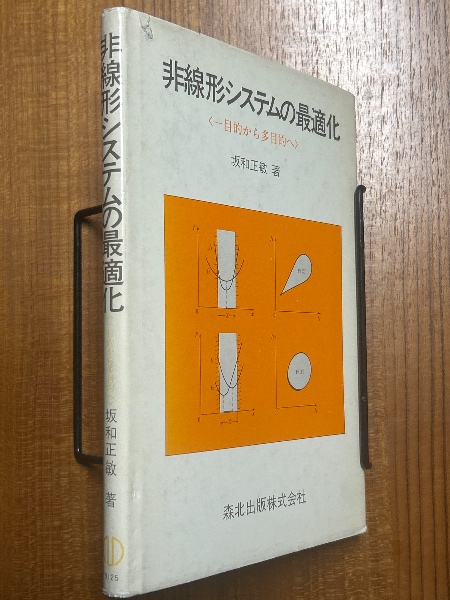 非線形システムの最適化
〈一目的から多目的へ〉
坂和正敏 著
森北出版株式会社
非線形システムの最適化
坂和正敏 著